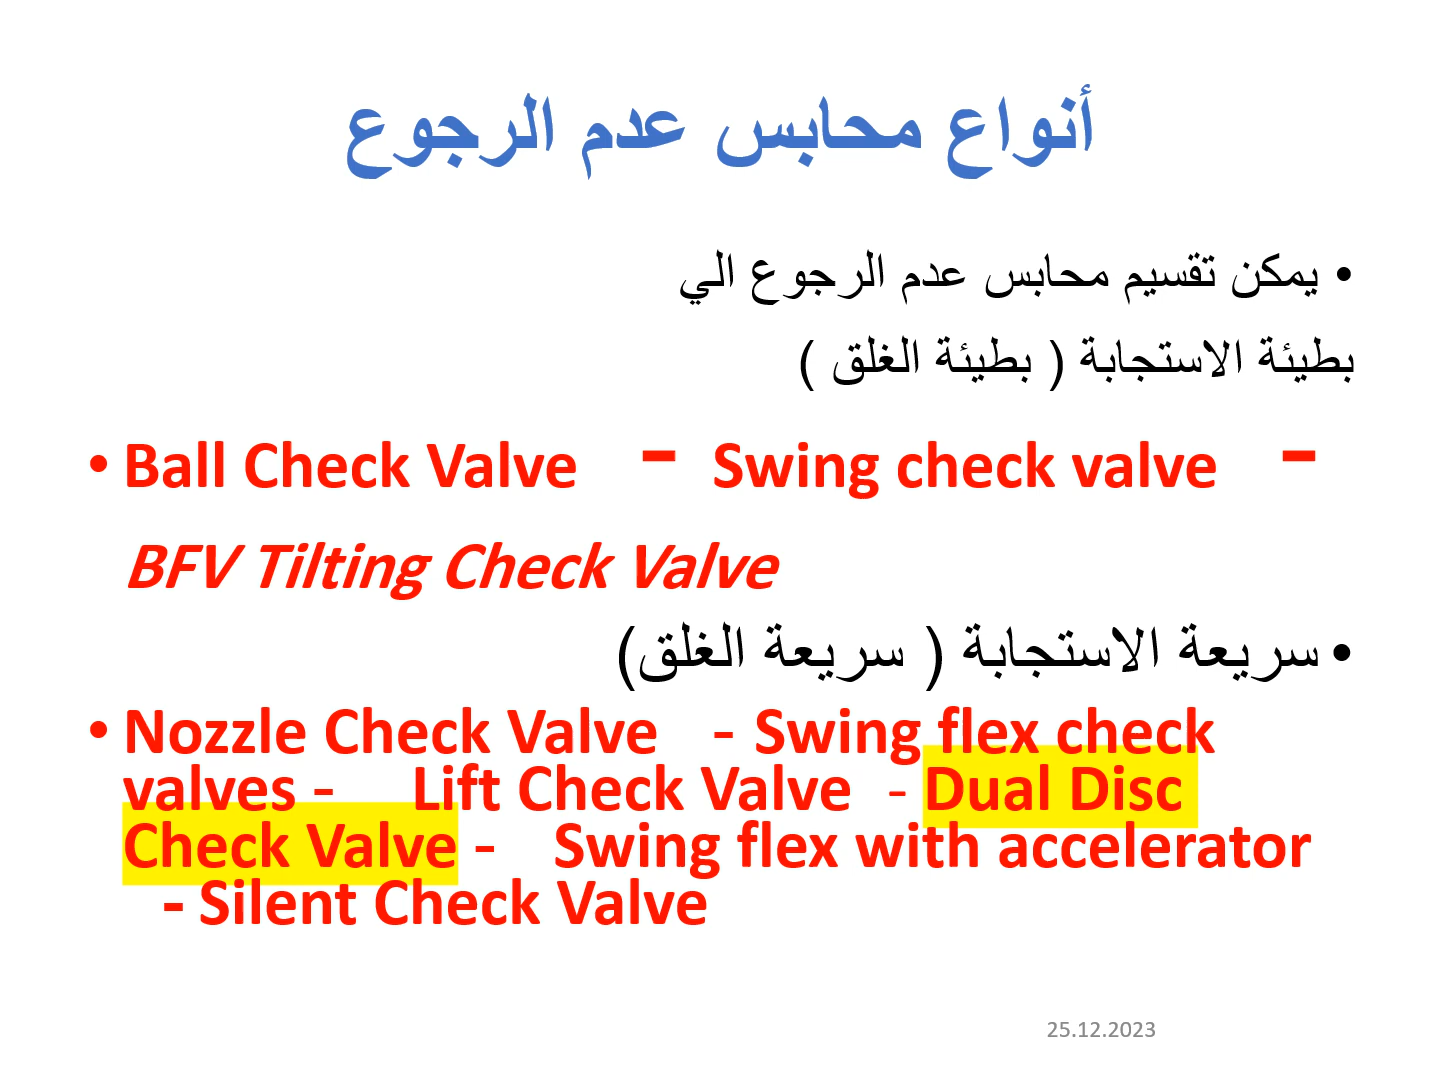 أنواع محابس عدم الرجوع
• يمكن تقسيم محابس عدم الرجوع الي
بطيئة الاستجابة ( بطيئة الغلق )
• Ball Check Valve - Swing check valve -
BFV Tilting Check Valve
• سريعة الاستجابة ( سريعة الغلق)
• Nozzle Check Valve - Swing flex check
valves - Lift Check Valve - Dual Disc
Check Valve - Swing flex with accelerator
- Silent Check Valve
25.12.2023